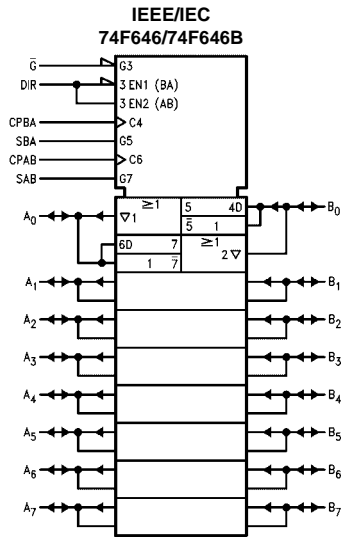 IEEE/IEC
74F646/74F646B
G̅ G3
DIR 3 EN1 (BA)
3 EN2 (AB)
CPBA C4
SBA G5
CPAB C6
SAB G7
A0 ≥1 ▽1 5 4D B0
5̅ 1
6D 7 ≥1
1 7̅ 2▽
A1 B1
A2 B2
A3 B3
A4 B4
A5 B5
A6 B6
A7 B7